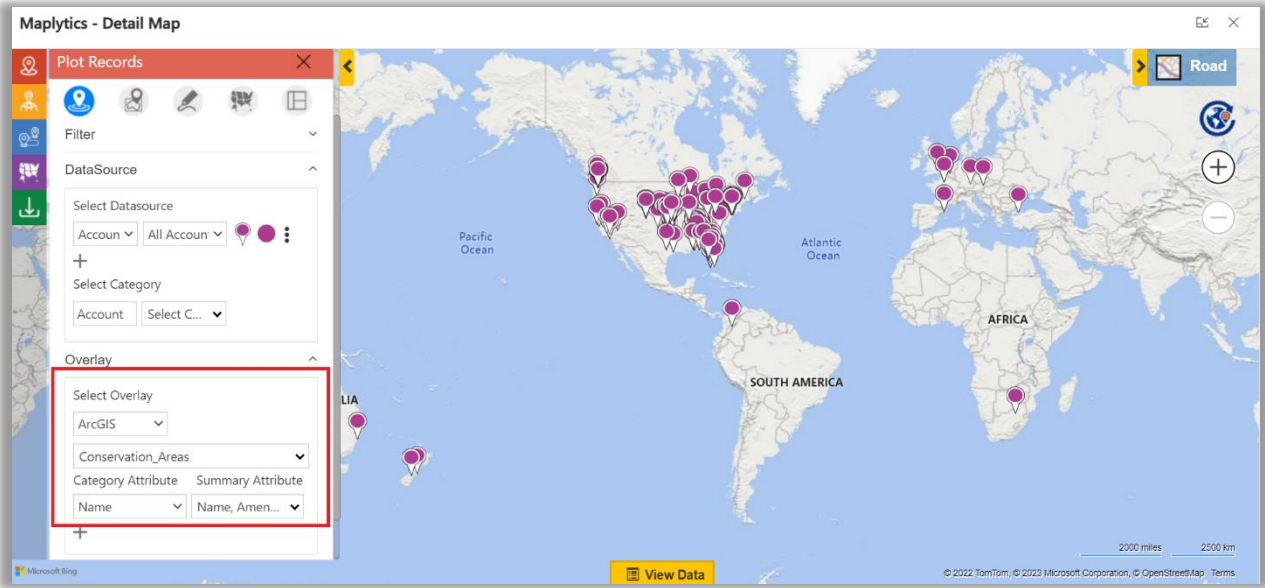 Maplytics - Detail Map
Plot Records
Road
Filter
DataSource
Select Datasource
Accoun
All Accoun
Select Category
Account
Select C...
Overlay
Select Overlay
ArcGIS
Conservation_Areas
Category Attribute
Summary Attribute
Name
Name, Amen...
Pacific
Ocean
Atlantic
Ocean
AFRICA
SOUTH AMERICA
LIA
2000 miles
2500 km
Microsoft Bing
View Data
© 2022 TomTom, © 2023 Microsoft Corporation, © OpenStreetMap Terms